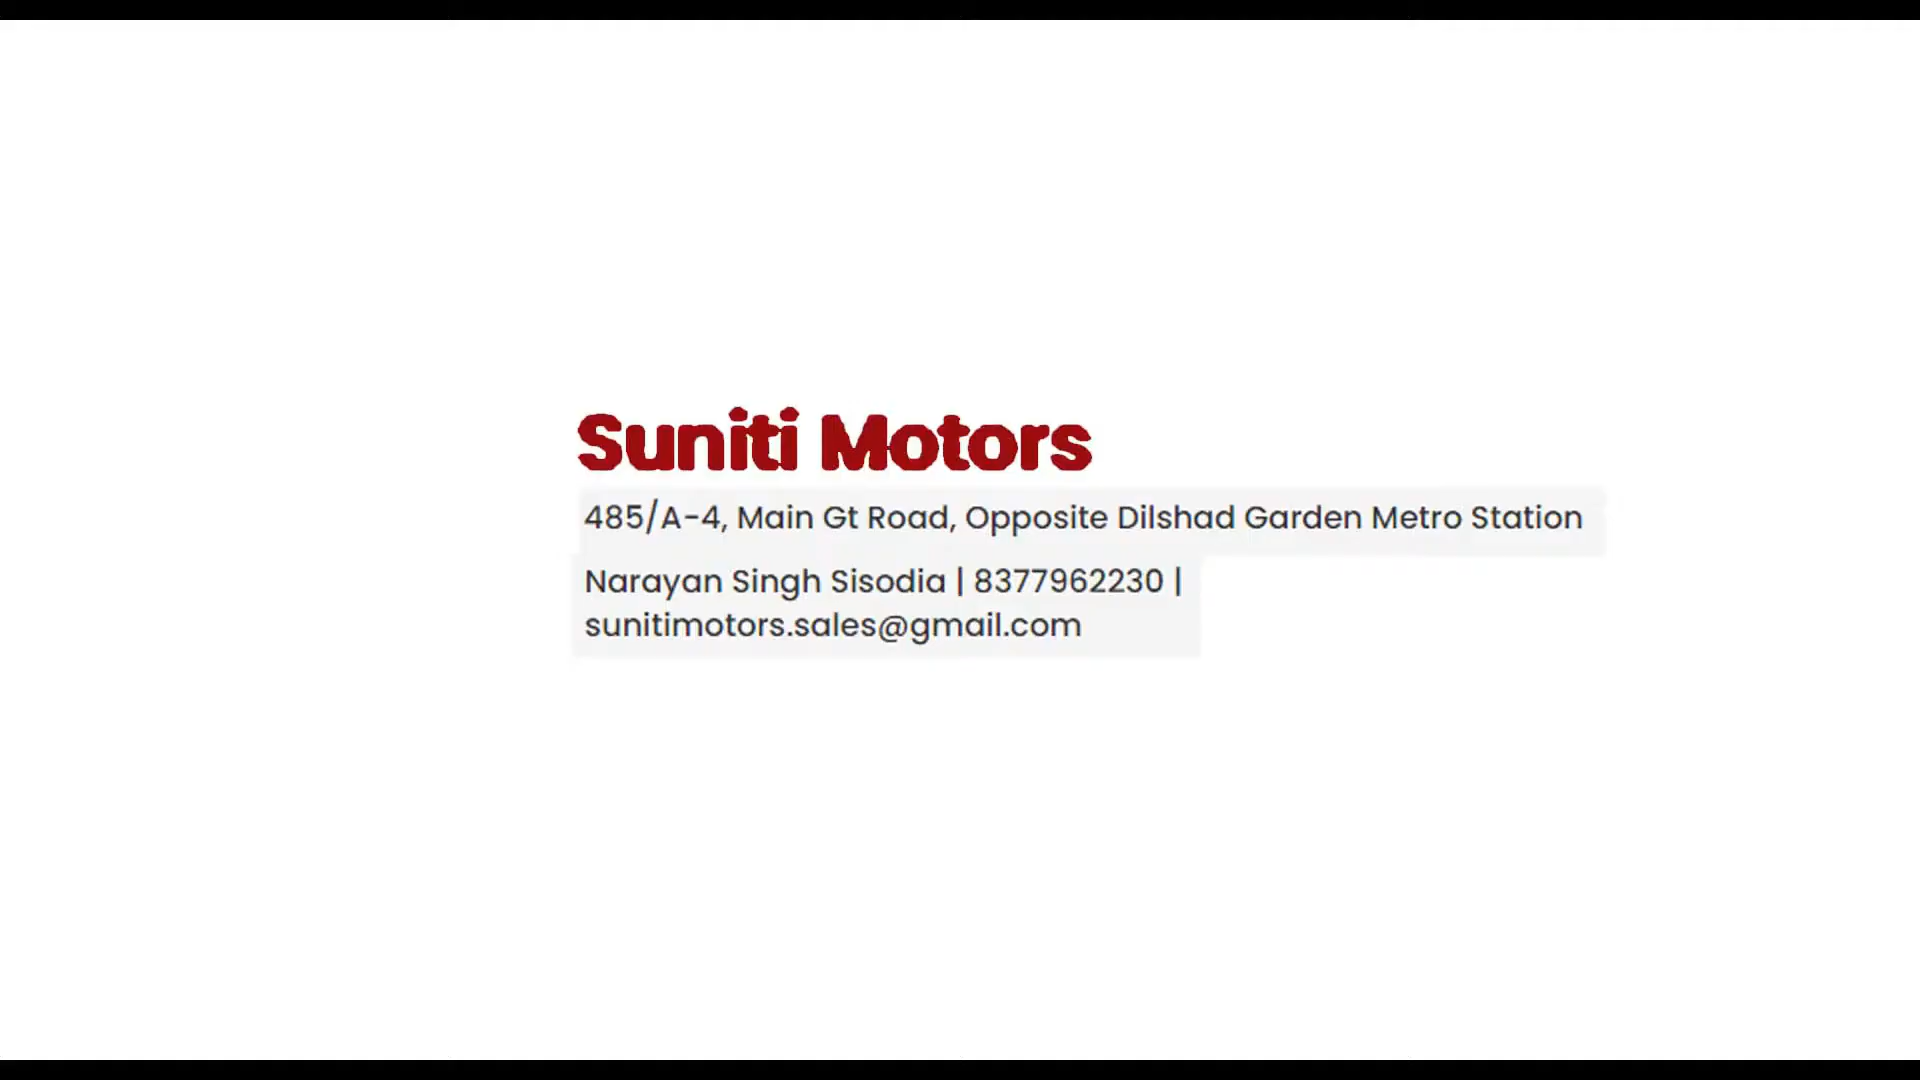 Suniti Motors
485/A-4, Main Gt Road, Opposite Dilshad Garden Metro Station
Narayan Singh Sisodia | 8377962230 |
sunitimotors.sales@gmail.com